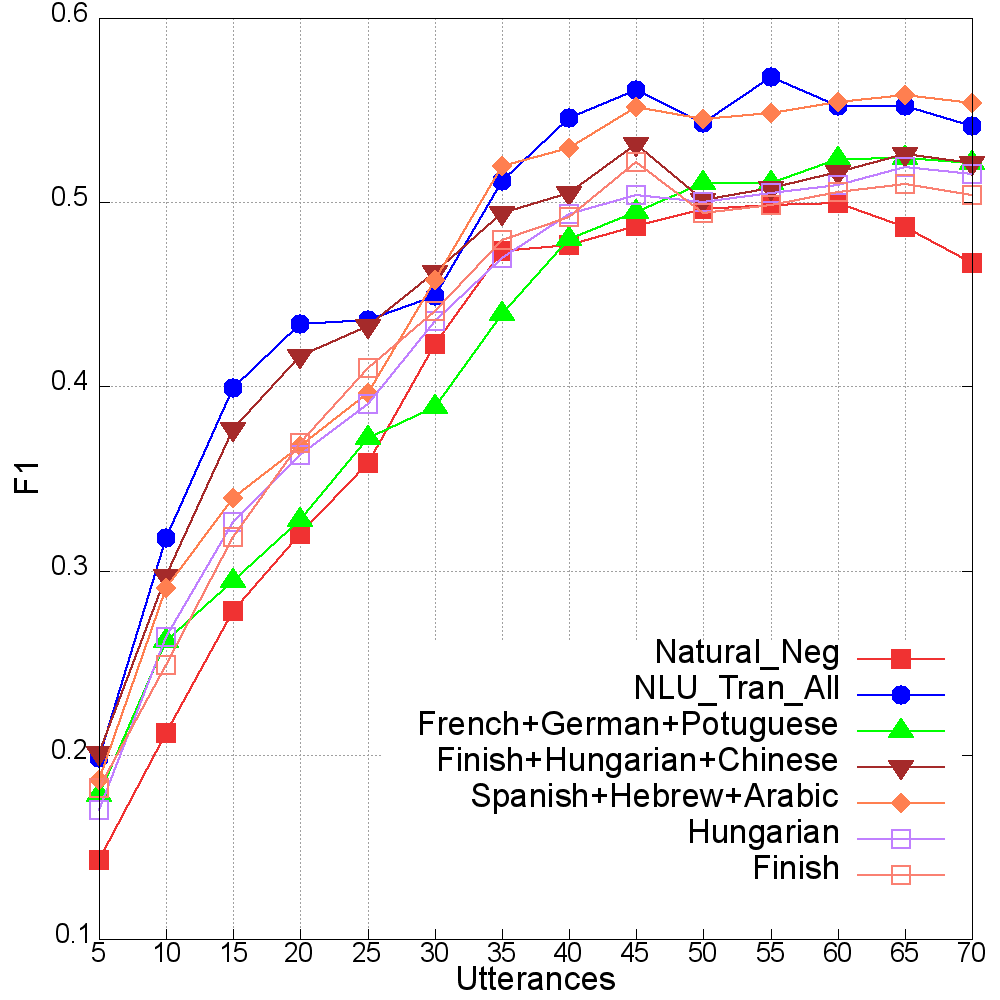 0.6
0.5
0.4
0.3
0.2
0.1
F1
Natural_Neg
NLU_Tran_All
French+German+Potuguese
Finish+Hungarian+Chinese
Spanish+Hebrew+Arabic
Hungarian
Finish
5 10 15 20 25 30 35 40 45 50 55 60 65 70
Utterances